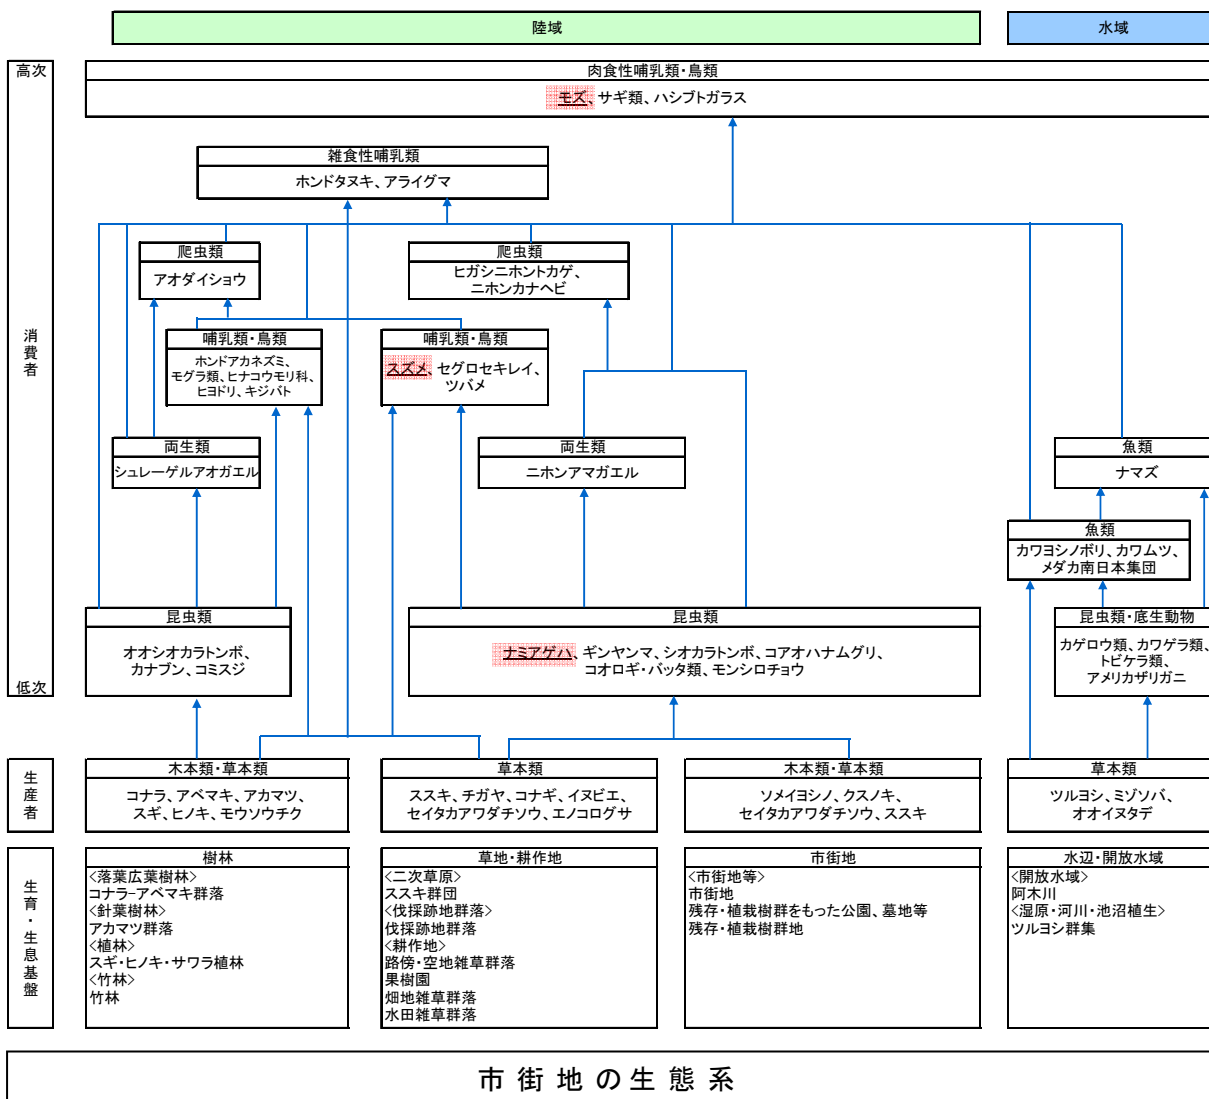 陸域
水域
高次
肉食性哺乳類・鳥類
モズ、サギ類、ハシブトガラス
雑食性哺乳類
ホンドタヌキ、アライグマ
爬虫類
アオダイショウ
爬虫類
ヒガシニホントカゲ、
ニホンカナヘビ
消費者
哺乳類・鳥類
ホンドアカネズミ、
モグラ類、ヒナコウモリ科、
ヒヨドリ、キジバト
哺乳類・鳥類
スズメ、セグロセキレイ、
ツバメ
両生類
シュレーゲルアオガエル
両生類
ニホンアマガエル
魚類
ナマズ
魚類
カワヨシノボリ、カワムツ、
メダカ南日本集団
昆虫類
オオシオカラトンボ、
カナブン、コミスジ
昆虫類
ナミアゲハ、ギンヤンマ、シオカラトンボ、コアオハナムグリ、
コオロギ・バッタ類、モンシロチョウ
昆虫類・底生動物
カゲロウ類、カワゲラ類、
トビケラ類、
アメリカザリガニ
低次
生産者
木本類・草本類
コナラ、アベマキ、アカマツ、
スギ、ヒノキ、モウソウチク
草本類
ススキ、チガヤ、コナギ、イヌビエ、
セイタカアワダチソウ、エノコログサ
木本類・草本類
ソメイヨシノ、クスノキ、
セイタカアワダチソウ、ススキ
草本類
ツルヨシ、ミゾソバ、
オオイヌタデ
生育・生息基盤
樹林
<落葉広葉樹林>
コナラ-アベマキ群落
<針葉樹林>
アカマツ群落
<植林>
スギ・ヒノキ・サワラ植林
<竹林>
竹林
草地・耕作地
<二次草原>
ススキ群団
<伐採跡地群落>
伐採跡地群落
<耕作地>
路傍・空地雑草群落
果樹園
畑地雑草群落
水田雑草群落
市街地
<市街地等>
市街地
残存・植栽樹群をもった公園、墓地等
残存・植栽樹群地
水辺・開放水域
<開放水域>
阿木川
<湿原・河川・池沼植生>
ツルヨシ群集
市街地の生態系